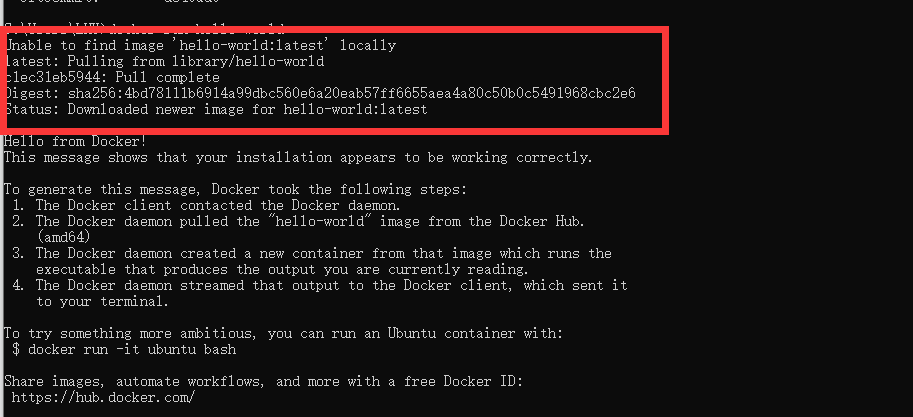 Unable to find image 'hello-world:latest' locally
latest: Pulling from library/hello-world
c1ec31eb5944: Pull complete
Digest: sha256:4bd78111b6914a99dbc560e6a20eab57ff6655aea4a80c50b0c5491968cbc2e6
Status: Downloaded newer image for hello-world:latest
Hello from Docker!
This message shows that your installation appears to be working correctly.
To generate this message, Docker took the following steps:
1. The Docker client contacted the Docker daemon.
2. The Docker daemon pulled the "hello-world" image from the Docker Hub.
(amd64)
3. The Docker daemon created a new container from that image which runs the
executable that produces the output you are currently reading.
4. The Docker daemon streamed that output to the Docker client, which sent it
to your terminal.
To try something more ambitious, you can run an Ubuntu container with:
$ docker run -it ubuntu bash
Share images, automate workflows, and more with a free Docker ID:
https://hub.docker.com/